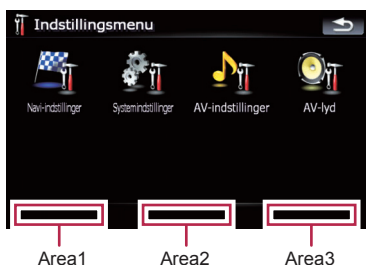 Indstillingsmenu
Navi-indstillinger Systemindstillinger AV-indstillinger AV-lyd
Area1 Area2 Area3